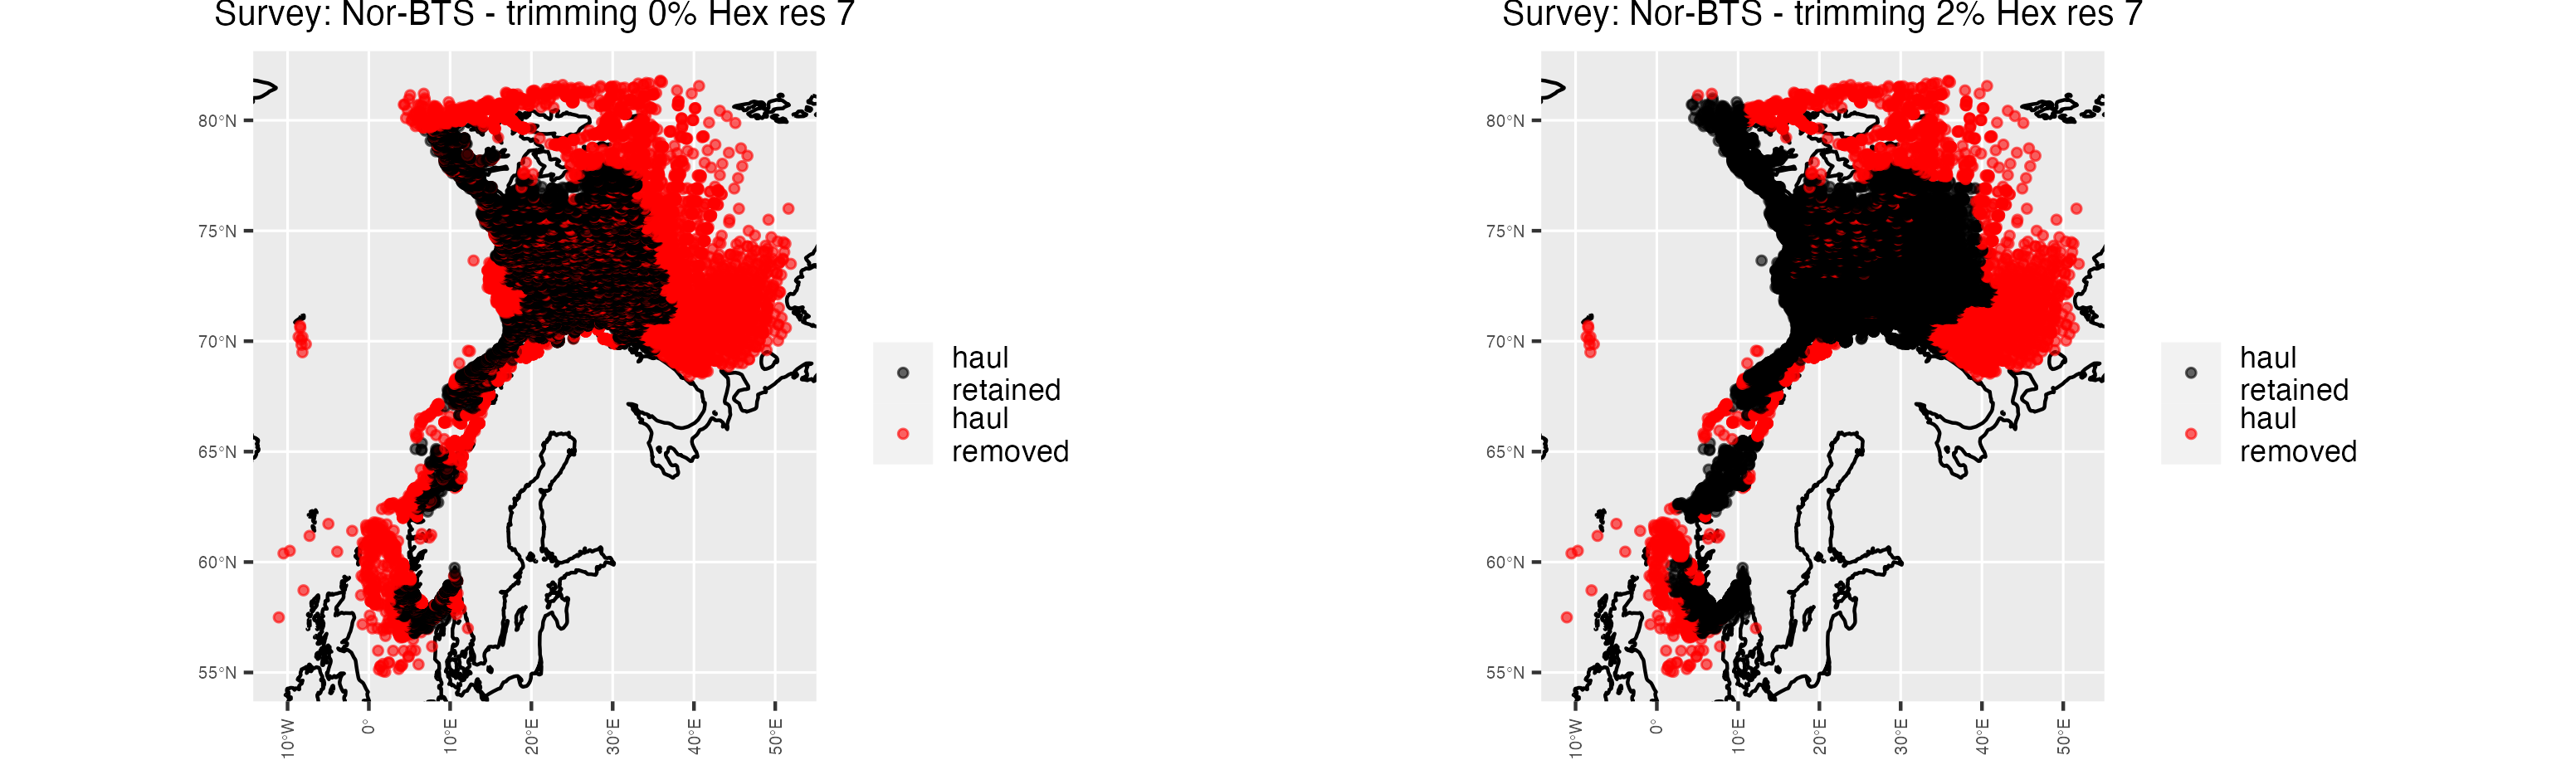 Survey: Nor-BTS - trimming 0% Hex res 7
80°N
75°N
70°N
65°N
60°N
55°N
10°W
0°
10°E
20°E
30°E
40°E
50°E
haul
retained
haul
removed
Survey: Nor-BTS - trimming 2% Hex res 7
80°N
75°N
70°N
65°N
60°N
55°N
10°W
0°
10°E
20°E
30°E
40°E
50°E
haul
retained
haul
removed